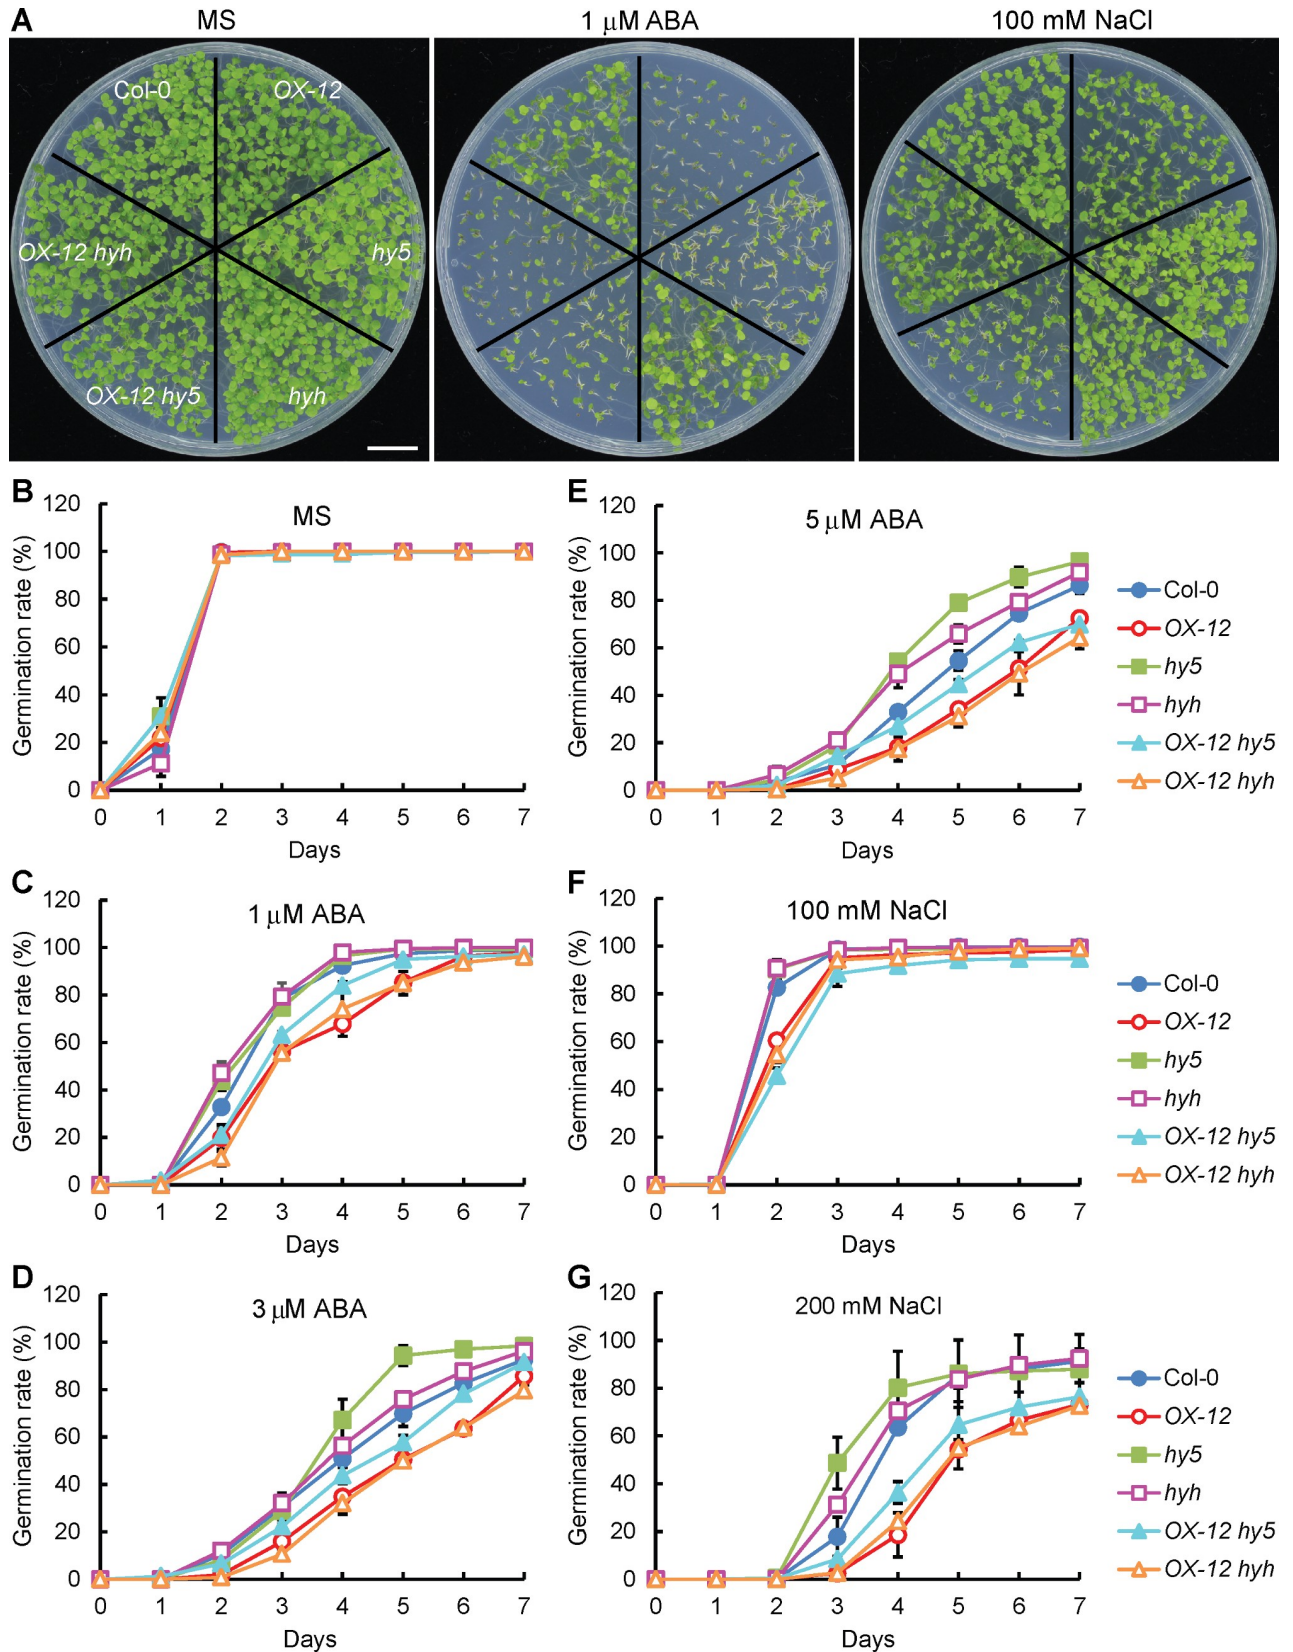 A
MS
1 µM ABA
100 mM NaCl
Col-0
OX-12
OX-12 hyh
hy5
OX-12 hy5
hyh
B
MS
Germination rate (%)
120
100
80
60
40
20
0
0 1 2 3 4 5 6 7
Days
E
5 µM ABA
Germination rate (%)
120
100
80
60
40
20
0
0 1 2 3 4 5 6 7
Days
Col-0
OX-12
hy5
hyh
OX-12 hy5
OX-12 hyh
C
1 µM ABA
Germination rate (%)
120
100
80
60
40
20
0
0 1 2 3 4 5 6 7
Days
F
100 mM NaCl
Germination rate (%)
120
100
80
60
40
20
0
0 1 2 3 4 5 6 7
Days
Col-0
OX-12
hy5
hyh
OX-12 hy5
OX-12 hyh
D
3 µM ABA
Germination rate (%)
120
100
80
60
40
20
0
0 1 2 3 4 5 6 7
Days
G
200 mM NaCl
Germination rate (%)
120
100
80
60
40
20
0
0 1 2 3 4 5 6 7
Days
Col-0
OX-12
hy5
hyh
OX-12 hy5
OX-12 hyh